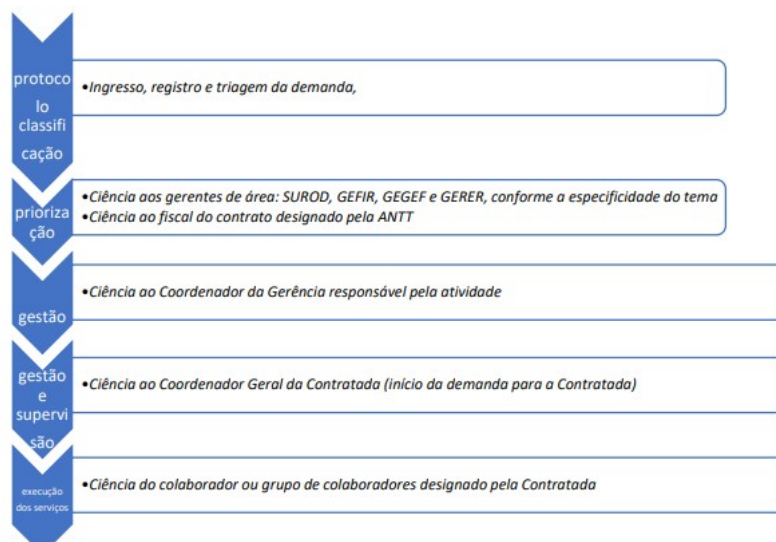 protoco
lo
classifi
cação
•Ingresso, registro e triagem da demanda,
prioriza
ção
•Ciência aos gerentes de área: SUROD, GEFIR, GEGEF e GERER, conforme a especificidade do tema
•Ciência ao fiscal do contrato designado pela ANTT
gestão
•Ciência ao Coordenador da Gerência responsável pela atividade
gestão
e
supervi
são
•Ciência ao Coordenador Geral da Contratada (início da demanda para a Contratada)
execução
dos serviços
•Ciência do colaborador ou grupo de colaboradores designado pela Contratada